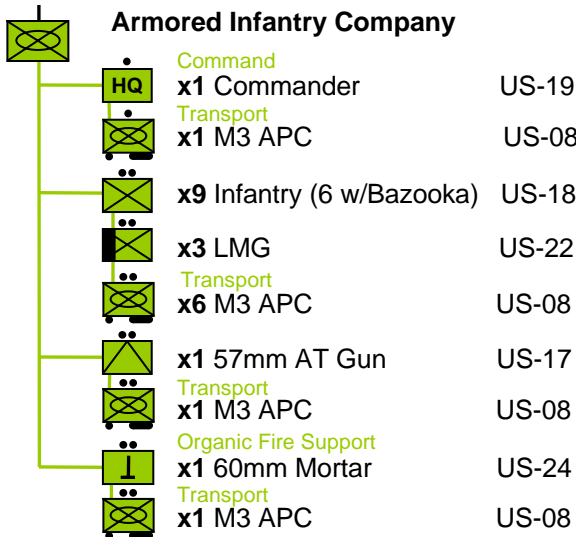 Armored Infantry Company
Command
HQ x1 Commander US-19
Transport
x1 M3 APC US-08
x9 Infantry (6 w/Bazooka) US-18
x3 LMG US-22
Transport
x6 M3 APC US-08
x1 57mm AT Gun US-17
Transport
x1 M3 APC US-08
Organic Fire Support
x1 60mm Mortar US-24
Transport
x1 M3 APC US-08